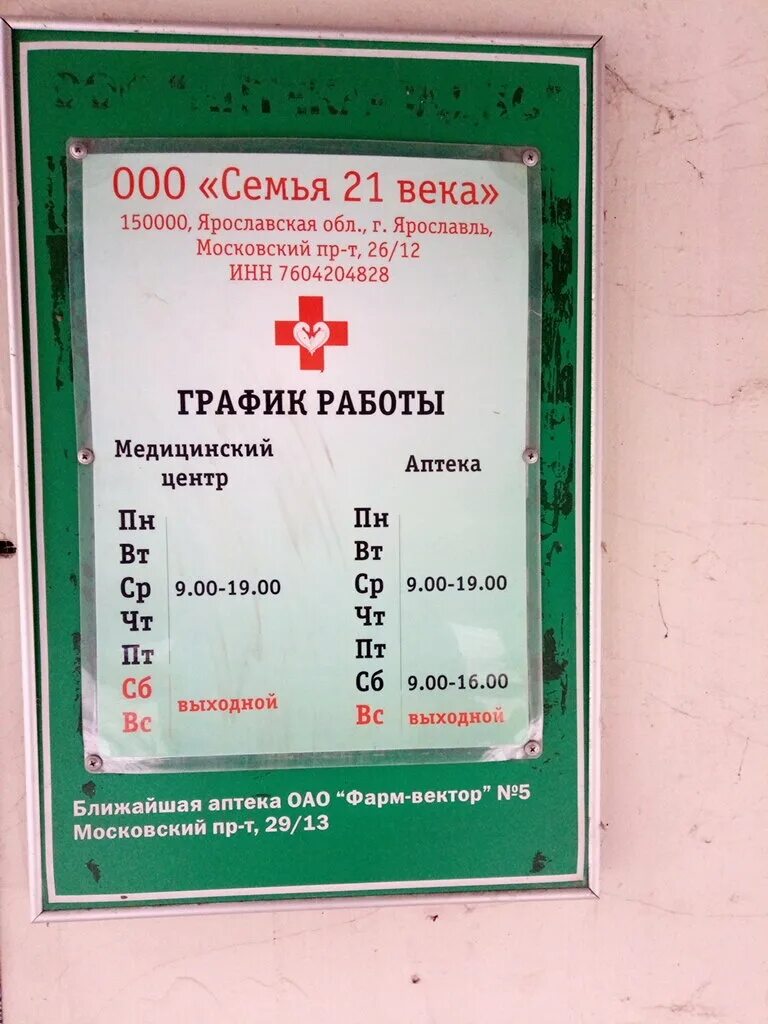 ООО «Семья 21 века»
150000, Ярославская обл., г. Ярославль,
Московский пр-т, 26/12
ИНН 7604204828
ГРАФИК РАБОТЫ
Медицинский
центр
Пн
Вт
Ср 9.00-19.00
Чт
Пт
Сб
Вс
выходной
Аптека
Пн
Вт
Ср 9.00-19.00
Чт
Пт
Сб 9.00-16.00
Вс выходной
Ближайшая аптека ОАО "Фарм-вектор" №5
Московский пр-т, 29/13